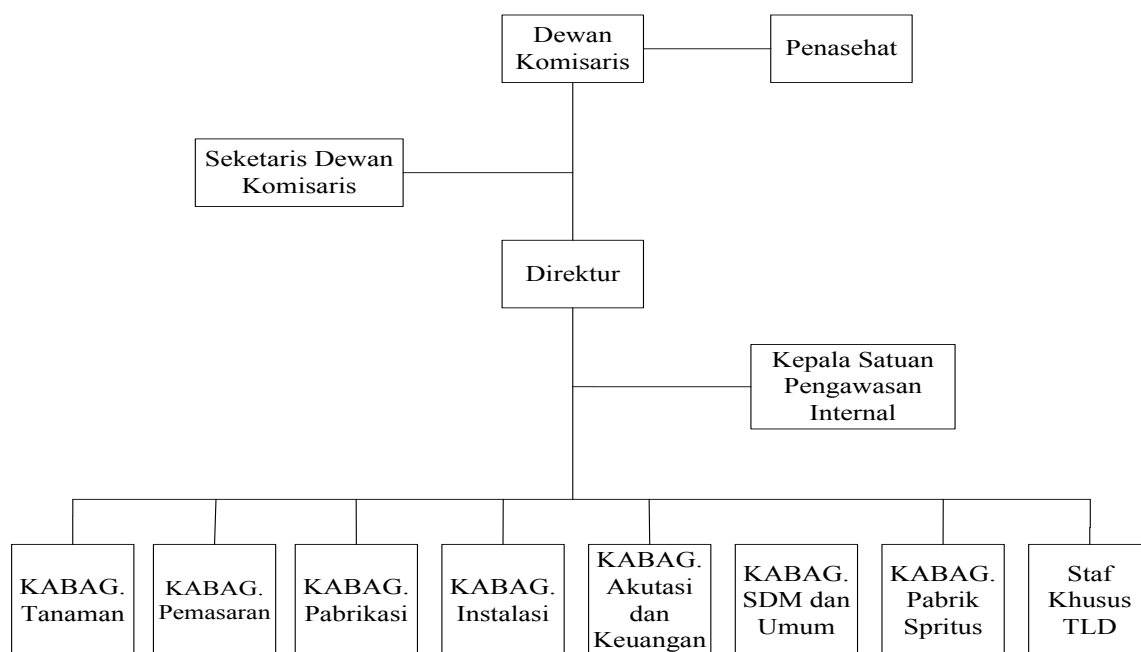 Dewan
Komisaris
Penasehat
Seketaris Dewan
Komisaris
Direktur
Kepala Satuan
Pengawasan
Internal
KABAG.
Tanaman
KABAG.
Pemasaran
KABAG.
Pabrikasi
KABAG.
Instalasi
KABAG.
Akutasi
dan
Keuangan
KABAG.
SDM dan
Umum
KABAG.
Pabrik
Spritus
Staf
Khusus
TLD